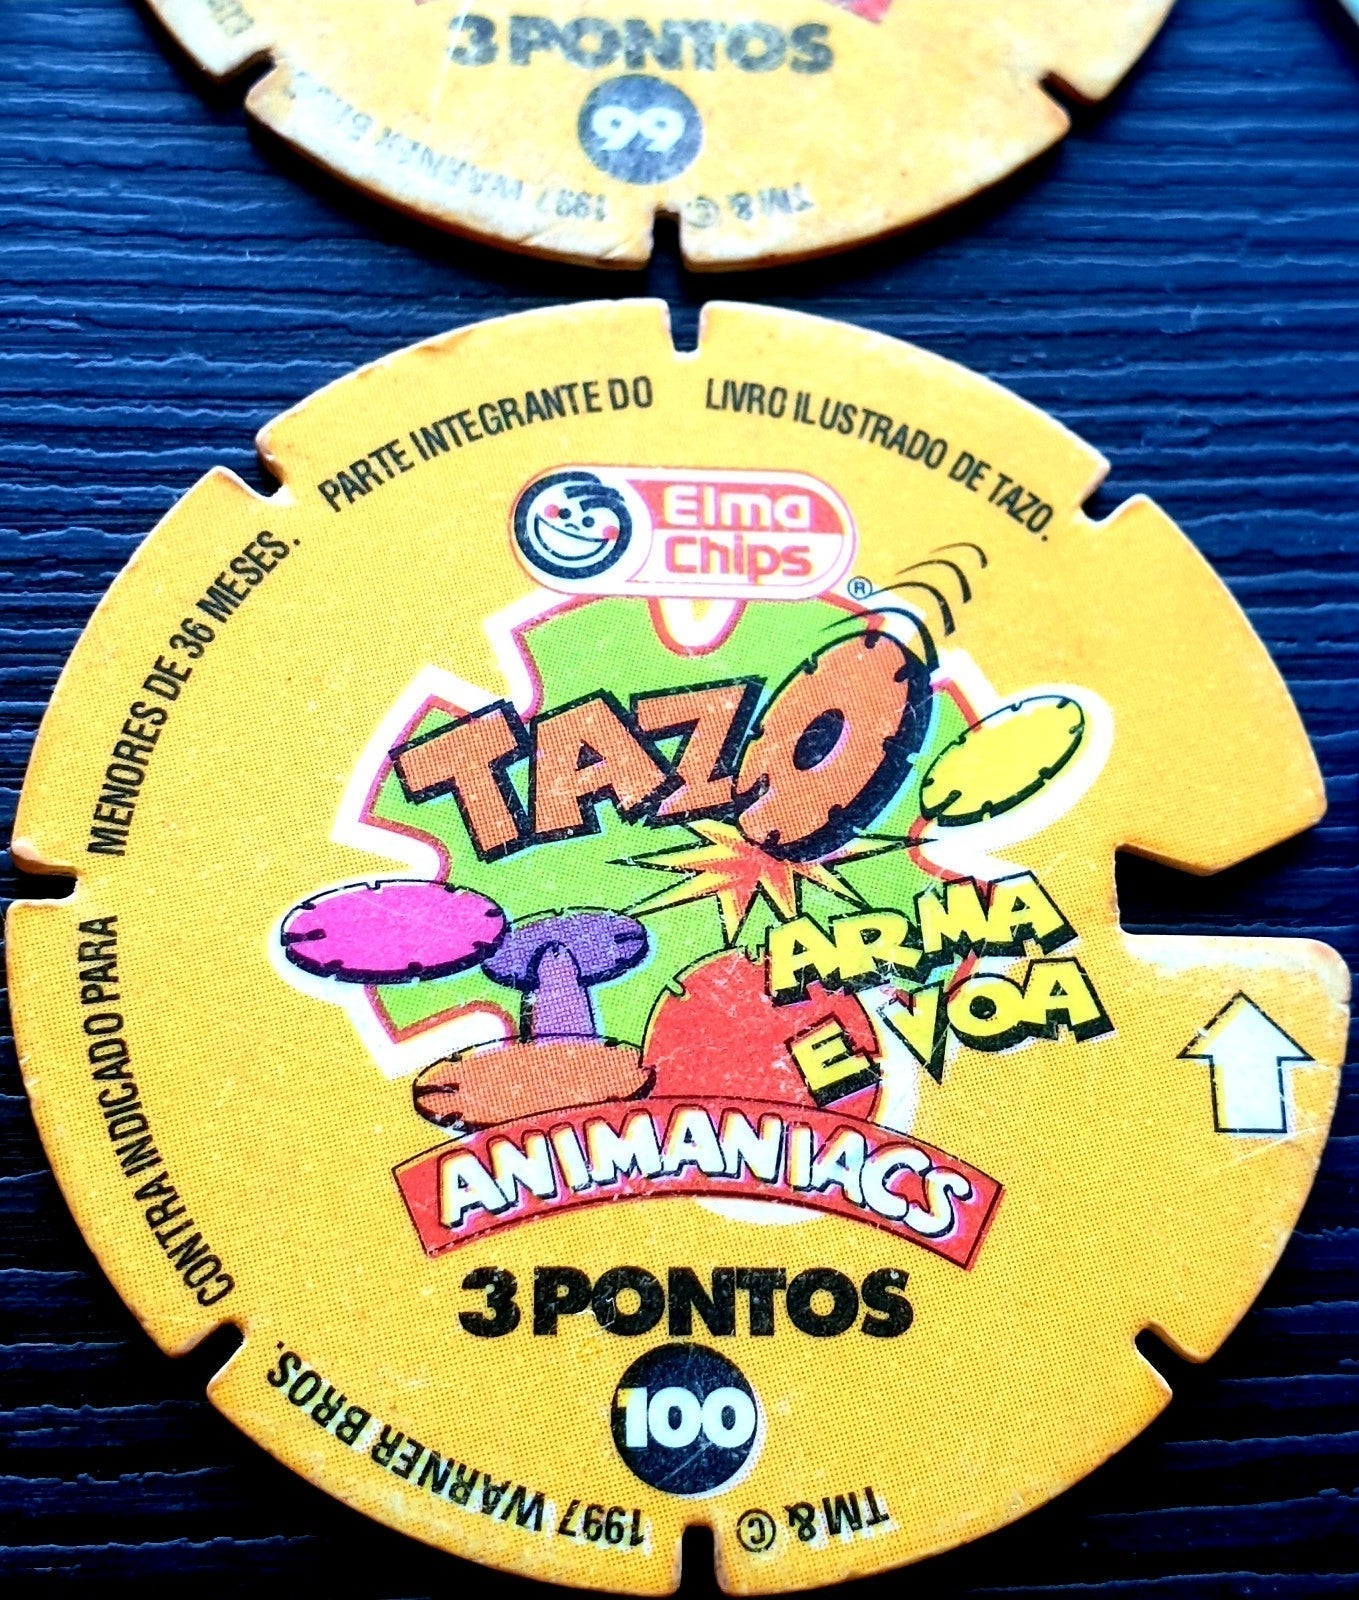 3 PONTOS
99
1997 WARNER
TM & ©
PARTE INTEGRANTE DO LIVRO ILUSTRADO DE TAZO.
CONTRA INDICADO PARA MENORES DE 36 MESES.
Elma
Chips
®
TAZO
ARMA
E VOA
ANIMANIACS
3 PONTOS
100
TM & © 1997 WARNER BROS.